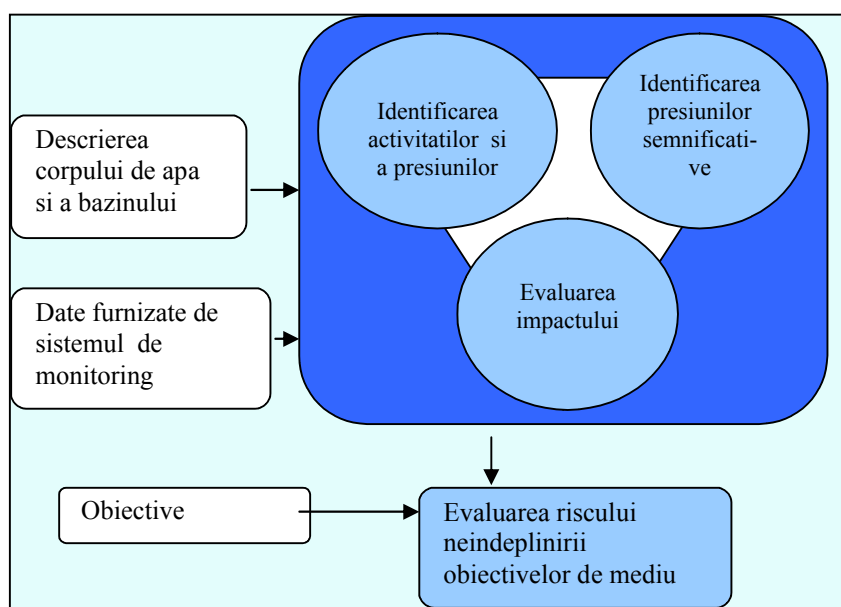 Descrierea
corpului de apa
si a bazinului
Date furnizate de
sistemul de
monitoring
Identificarea
activitatilor si
a presiunilor
Identificarea
presiunilor
semnificati-
ve
Evaluarea
impactului
Obiective
Evaluarea riscului
neindeplinirii
obiectivelor de mediu